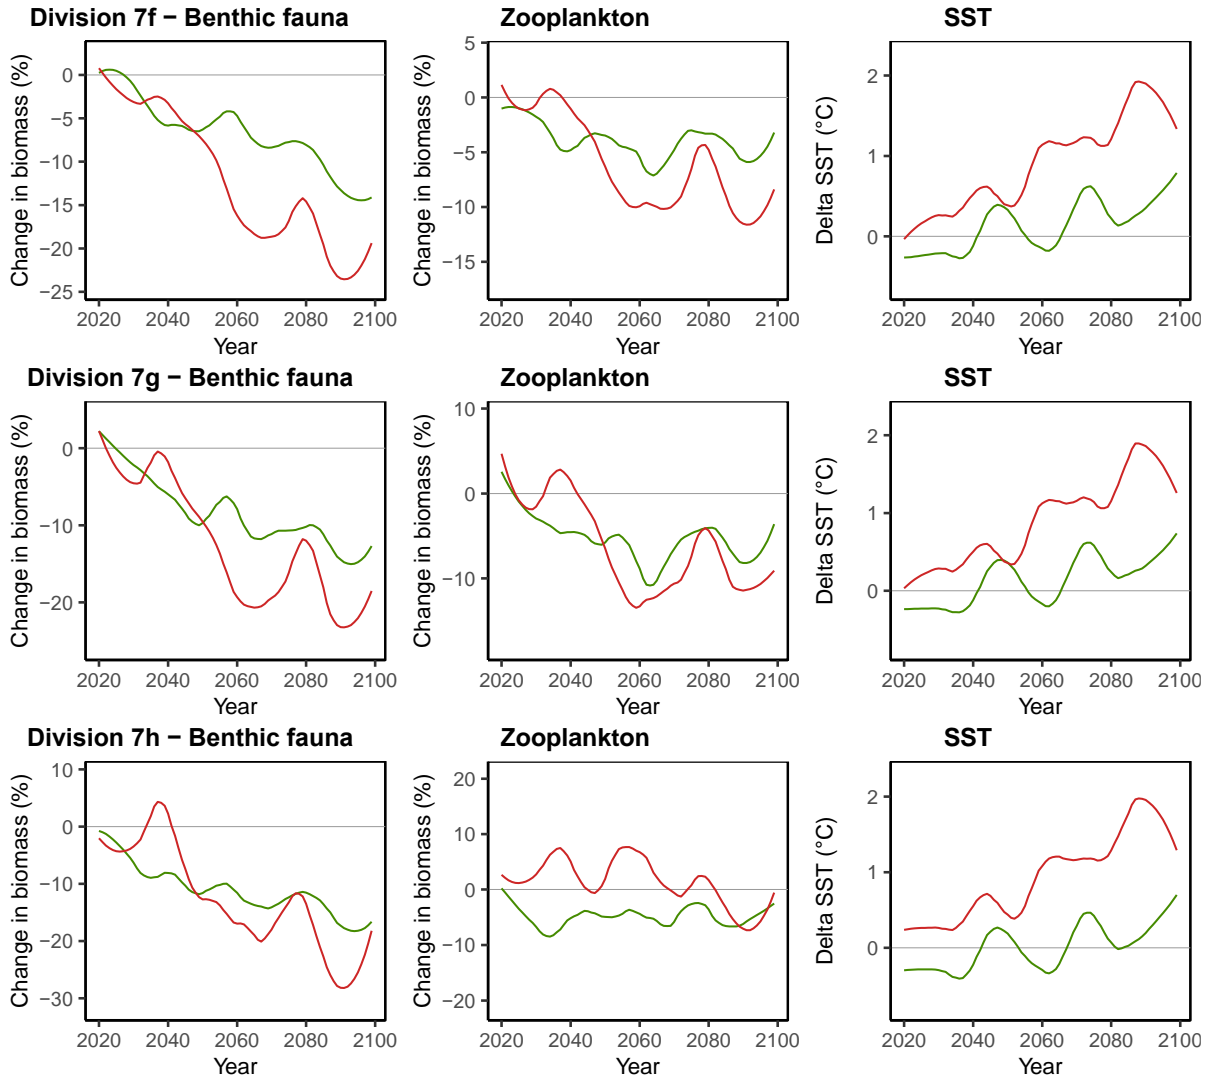 Division 7f − Benthic fauna
Zooplankton
SST
Change in biomass (%)
0
−5
−10
−15
−20
−25
2020 2040 2060 2080 2100
Year
Change in biomass (%)
5
0
−5
−10
−15
2020 2040 2060 2080 2100
Year
Delta SST (°C)
2
1
0
2020 2040 2060 2080 2100
Year
Division 7g − Benthic fauna
Zooplankton
SST
Change in biomass (%)
0
−10
−20
2020 2040 2060 2080 2100
Year
Change in biomass (%)
10
0
−10
2020 2040 2060 2080 2100
Year
Delta SST (°C)
2
1
0
2020 2040 2060 2080 2100
Year
Division 7h − Benthic fauna
Zooplankton
SST
Change in biomass (%)
10
0
−10
−20
−30
2020 2040 2060 2080 2100
Year
Change in biomass (%)
20
10
0
−10
−20
2020 2040 2060 2080 2100
Year
Delta SST (°C)
2
1
0
2020 2040 2060 2080 2100
Year